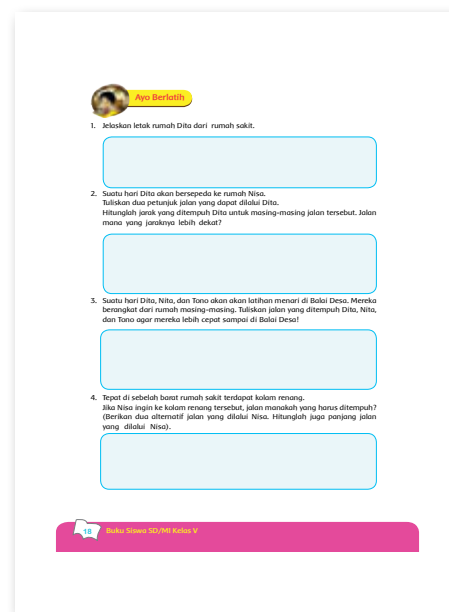 Ayo Berlatih
1. Jelaskan letak rumah Dita dari rumah sakit.
2. Suatu hari Dita akan bersepeda ke rumah Nisa.
Tuliskan dua petunjuk jalan yang dapat dilalui Dita.
Hitunglah jarak yang ditempuh Dita untuk masing-masing jalan tersebut. Jalan
mana yang jaraknya lebih dekat?
3. Suatu hari Dita, Nita, dan Tono akan akan latihan menari di Balai Desa. Mereka
berangkat dari rumah masing-masing. Tuliskan jalan yang ditempuh Dita, Nita,
dan Tono agar mereka lebih cepat sampai di Balai Desa!
4. Tepat di sebelah barat rumah sakit terdapat kolam renang.
Jika Nisa ingin ke kolam renang tersebut, jalan manakah yang harus ditempuh?
(Berikan dua alternatif jalan yang dilalui Nisa. Hitunglah juga panjang jalan
yang dilalui Nisa).
18 Buku Siswa SD/MI Kelas V